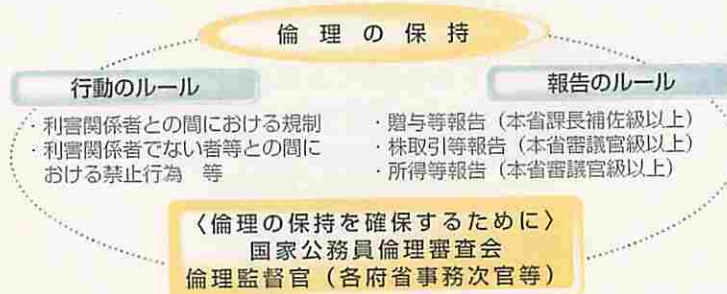 倫理の保持
行動のルール
・利害関係者との間における規制
・利害関係者でない者等との間に
おける禁止行為 等
報告のルール
・贈与等報告（本省課長補佐級以上）
・株取引等報告（本省審議官級以上）
・所得等報告（本省審議官級以上）
〈倫理の保持を確保するために〉
国家公務員倫理審査会
倫理監督官（各府省事務次官等）